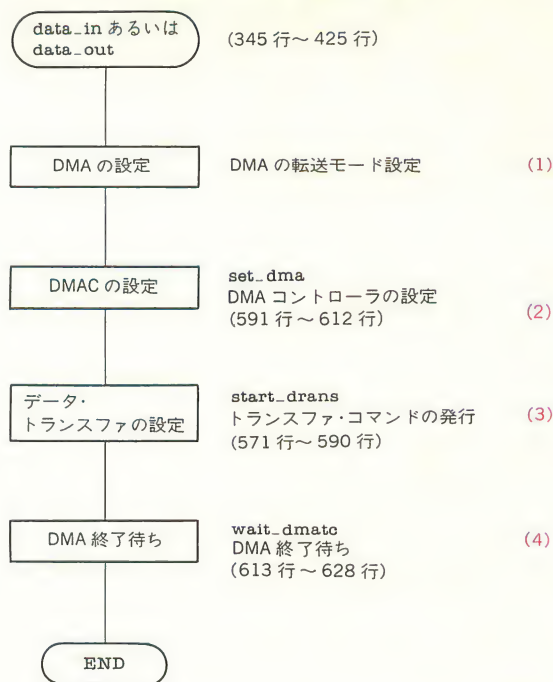 data_in あるいは
data_out
(345 行～ 425 行)
DMA の設定
DMA の転送モード設定
(1)
DMAC の設定
set_dma
DMA コントローラの設定
(591 行～ 612 行)
(2)
データ・
トランスファの設定
start_drans
トランスファ・コマンドの発行
(571 行～ 590 行)
(3)
DMA 終了待ち
wait_dmatc
DMA 終了待ち
(613 行～ 628 行)
(4)
END